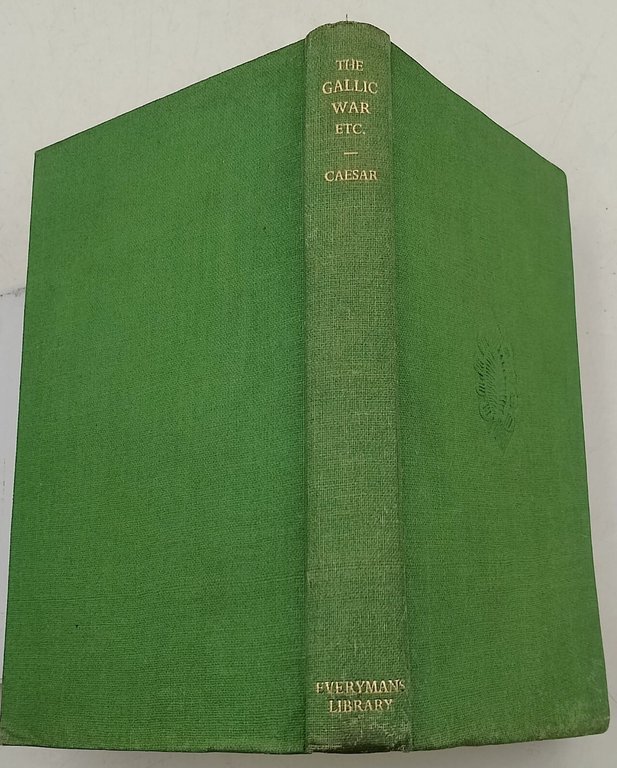 THE
GALLIC
WAR
ETC.
—
CAESAR
EVERYMANS
LIBRARY